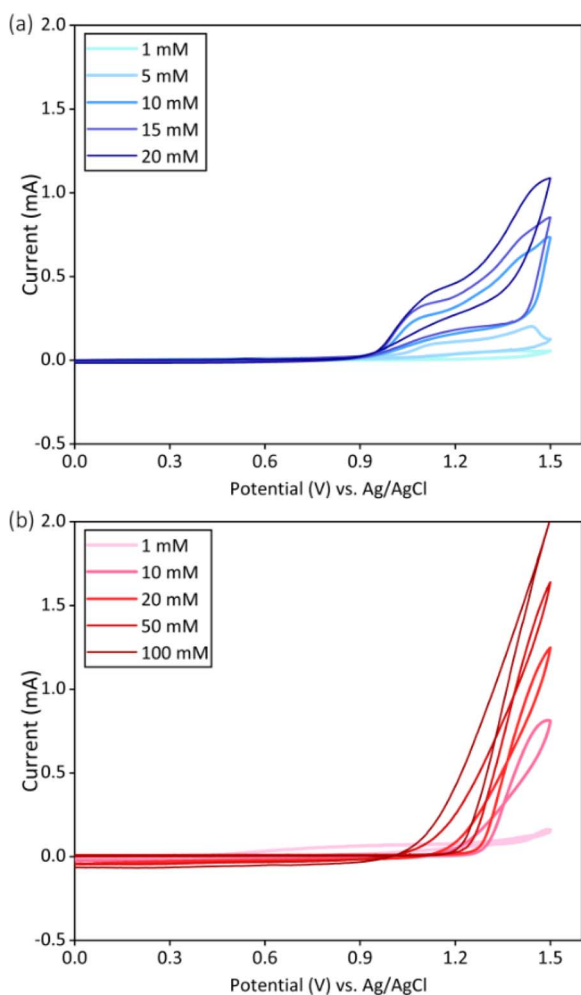 (a)
2.0
1 mM
5 mM
10 mM
15 mM
20 mM
1.5
1.0
0.5
0.0
-0.5
Current (mA)
0.0 0.3 0.6 0.9 1.2 1.5
Potential (V) vs. Ag/AgCl
(b)
2.0
1 mM
10 mM
20 mM
50 mM
100 mM
1.5
1.0
0.5
0.0
-0.5
Current (mA)
0.0 0.3 0.6 0.9 1.2 1.5
Potential (V) vs. Ag/AgCl